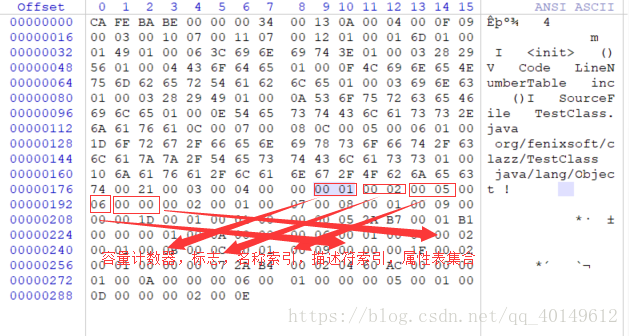 Offset 0 1 2 3 4 5 6 7 8 9 10 11 12 13 14 15 ANSI ASCII
00000000 CA FE BA BE 00 00 00 34 00 13 0A 00 04 00 0F 09 Êþº¾ 4
00000016 00 03 00 10 07 00 11 07 00 12 01 00 01 6D 01 00 m
00000032 01 49 01 00 06 3C 69 6E 69 74 3E 01 00 03 28 29 I <init> ()
00000048 56 01 00 04 43 6F 64 65 01 00 0F 4C 69 6E 65 4E V Code LineN
00000064 75 6D 62 65 72 54 61 62 6C 65 01 00 03 69 6E 63 umberTable inc
00000080 01 00 03 28 29 49 01 00 0A 53 6F 75 72 63 65 46 ()I SourceF
00000096 69 6C 65 01 00 0E 54 65 73 74 43 6C 61 73 73 2E ile TestClass.
00000112 6A 61 76 61 0C 00 07 00 08 0C 00 05 00 06 01 00 java
00000128 1D 6F 72 67 2F 66 65 6E 69 78 73 6F 66 74 2F 63 org/fenixsoft/c
00000144 6C 61 7A 7A 2F 54 65 73 74 43 6C 61 73 73 01 00 lazz/TestClass
00000160 10 6A 61 76 61 2F 6C 61 6E 67 2F 4F 62 6A 65 63 java/lang/Objec
00000176 74 00 21 00 03 00 04 00 00 00 01 00 02 00 05 00 t !
00000192 06 00 00 00 02 00 01 00 07 00 08 00 01 00 09 00
00000208 00 00 1D 00 01 00 00 05 2A B7 00 01 B1 *· ±
00000224 00 00 00 02
00000240 00 1F 00 02
容量计数器，标志，名称索引，描述符索引，属性表集合
00000256 *´ ¬
00000272 01 00 0A 00 00 00 06 00 01 00 00 00 05 00 01 00
00000288 0D 00 00 00 02 00 0E
https://blog.csdn.net/qq_40149612